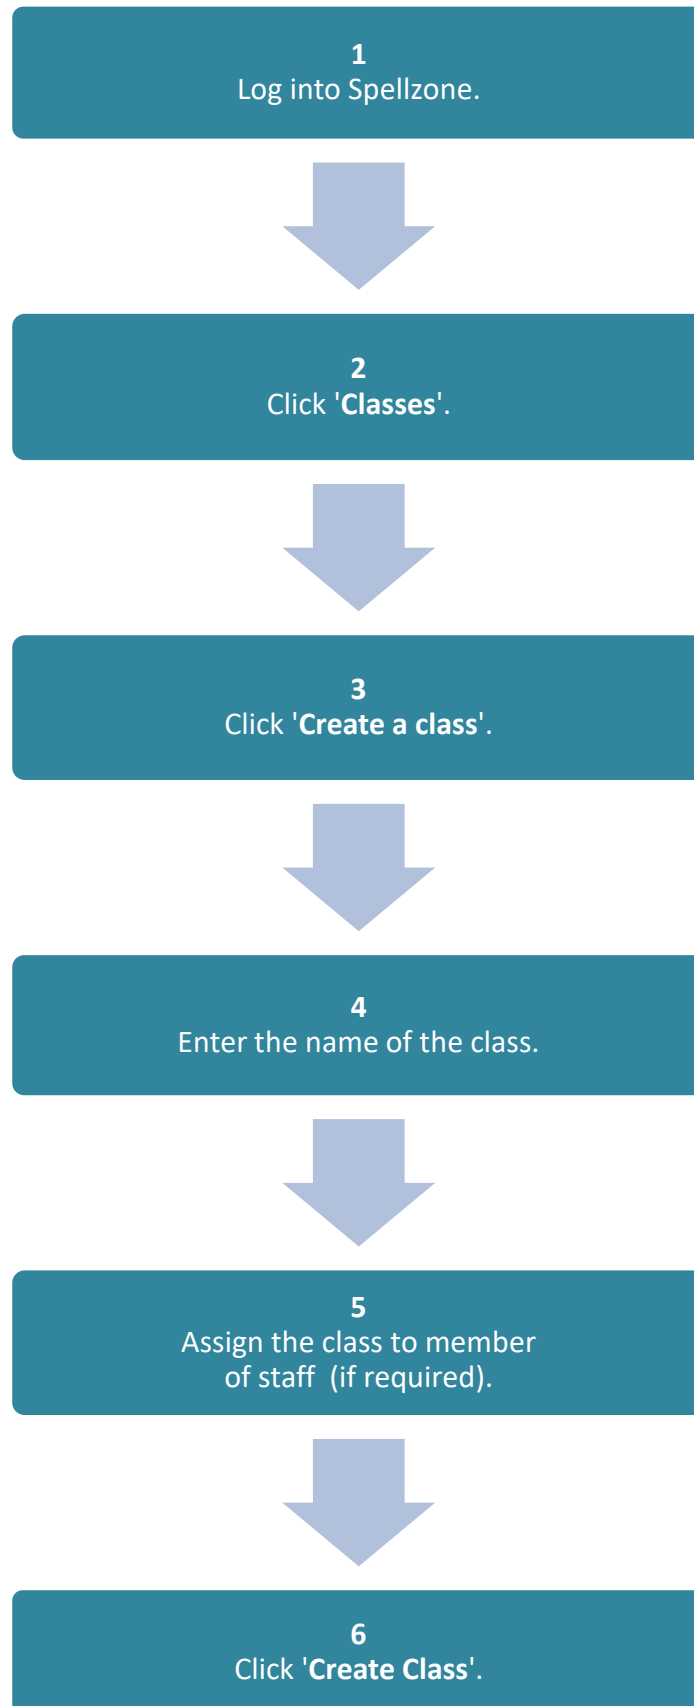 1
Log into Spellzone.
2
Click 'Classes'.
3
Click 'Create a class'.
4
Enter the name of the class.
5
Assign the class to member
of staff  (if required).
6
Click 'Create Class'.